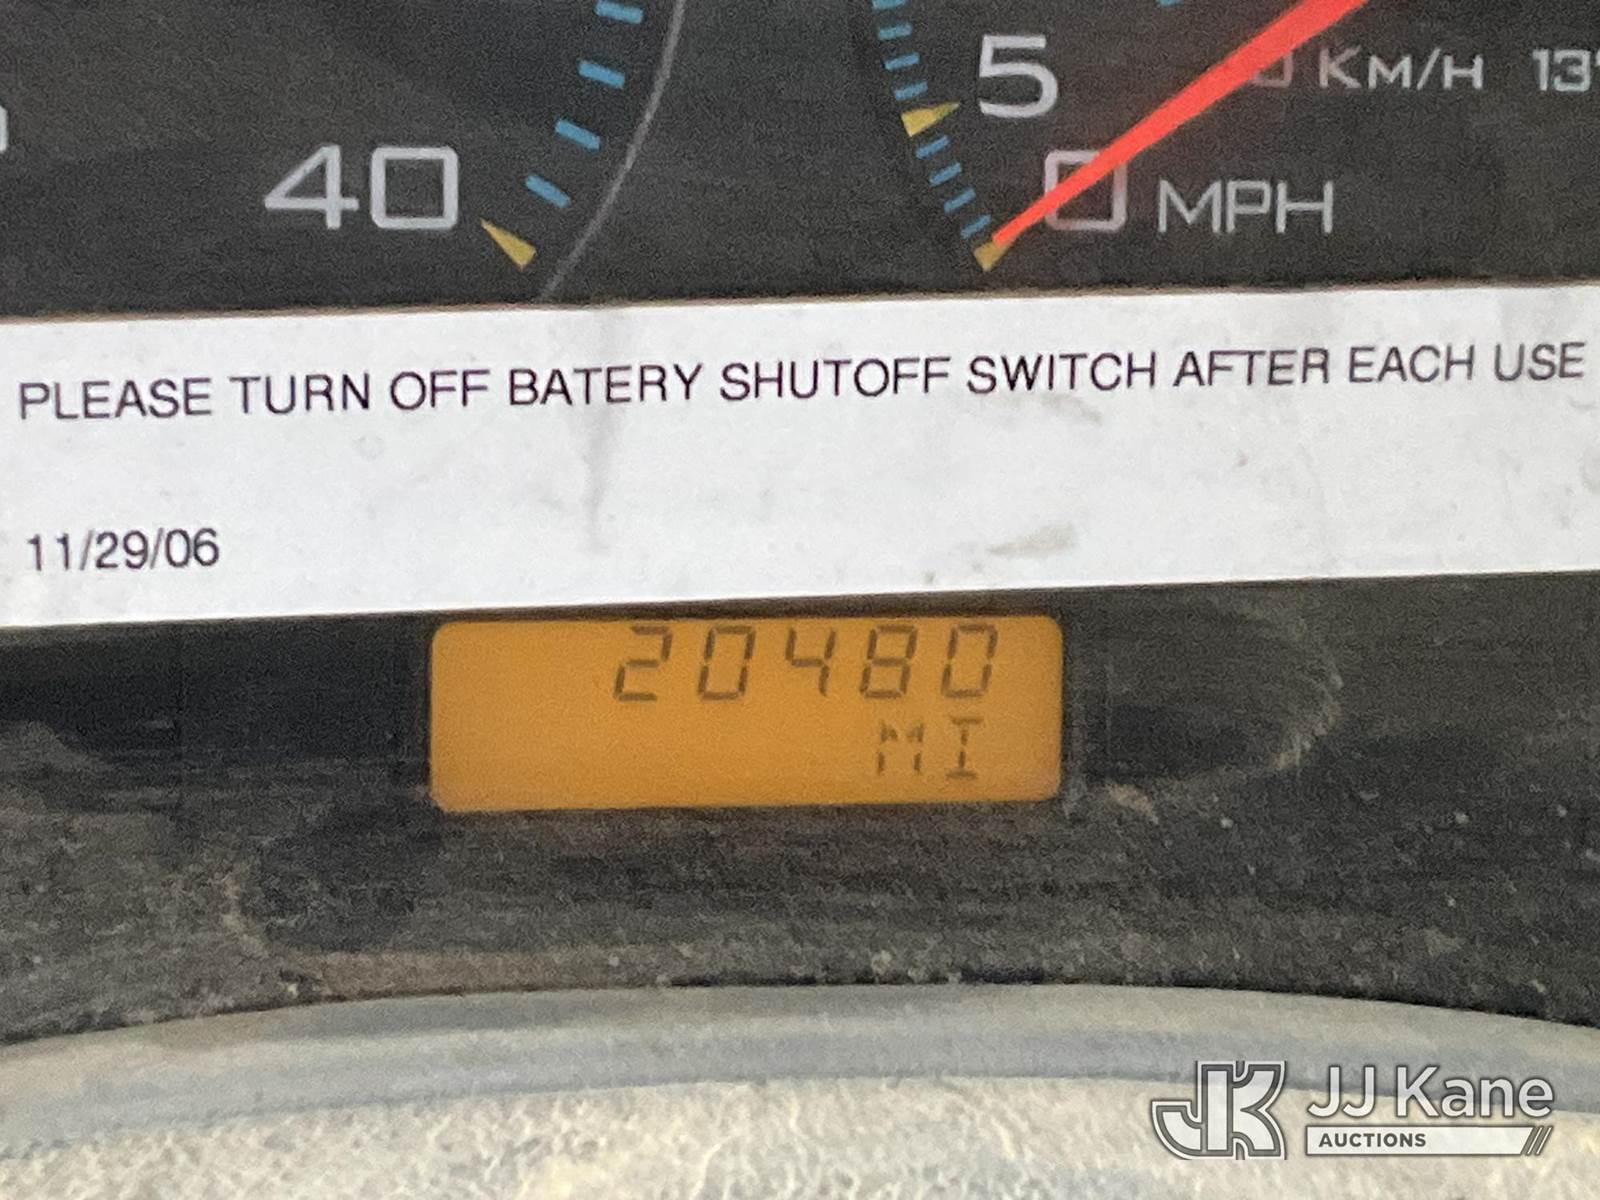 5
0 KM/H
40
0 MPH
PLEASE TURN OFF BATERY SHUTOFF SWITCH AFTER EACH USE
11/29/06
20480
MI
JJ Kane
AUCTIONS